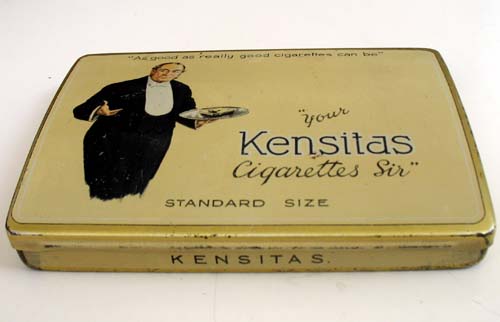 "As good as really good cigarettes can be"
"Your
Kensitas
Cigarettes Sir"
STANDARD SIZE
KENSITAS.